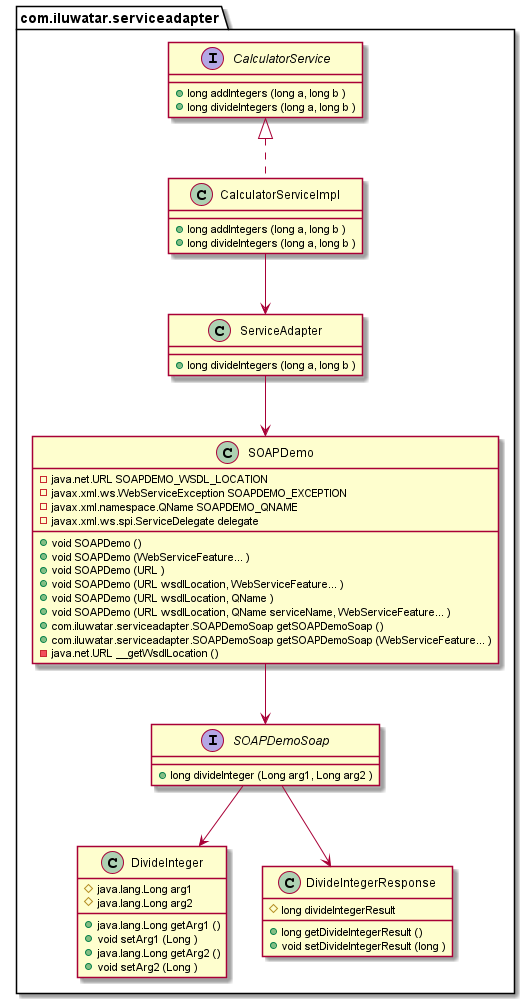 com.iluwatar.serviceadapter
I CalculatorService
long addIntegers (long a, long b )
long divideIntegers (long a, long b )
C CalculatorServiceImpl
long addIntegers (long a, long b )
long divideIntegers (long a, long b )
C ServiceAdapter
long divideIntegers (long a, long b )
C SOAPDemo
java.net.URL SOAPDEMO_WSDL_LOCATION
javax.xml.ws.WebServiceException SOAPDEMO_EXCEPTION
javax.xml.namespace.QName SOAPDEMO_QNAME
javax.xml.ws.spi.ServiceDelegate delegate
void SOAPDemo ()
void SOAPDemo (WebServiceFeature... )
void SOAPDemo (URL )
void SOAPDemo (URL wsdlLocation, WebServiceFeature... )
void SOAPDemo (URL wsdlLocation, QName )
void SOAPDemo (URL wsdlLocation, QName serviceName, WebServiceFeature... )
com.iluwatar.serviceadapter.SOAPDemoSoap getSOAPDemoSoap ()
com.iluwatar.serviceadapter.SOAPDemoSoap getSOAPDemoSoap (WebServiceFeature... )
java.net.URL __getWsdlLocation ()
I SOAPDemoSoap
long divideInteger (Long arg1, Long arg2 )
C DivideInteger
java.lang.Long arg1
java.lang.Long arg2
java.lang.Long getArg1 ()
void setArg1 (Long )
java.lang.Long getArg2 ()
void setArg2 (Long )
C DivideIntegerResponse
long divideIntegerResult
long getDivideIntegerResult ()
void setDivideIntegerResult (long )